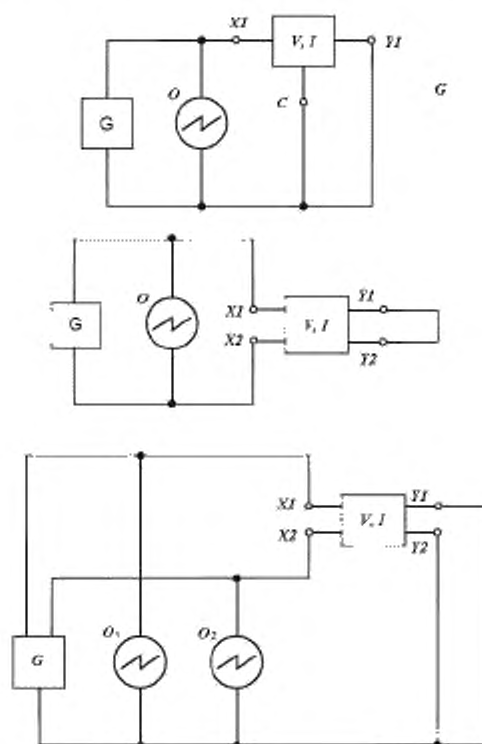 X1
V, I
Y1
G
O
C
G
O
G
X1
X2
V, I
Y1
Y2
X1
X2
V, I
Y1
Y2
G
O₁
O₂